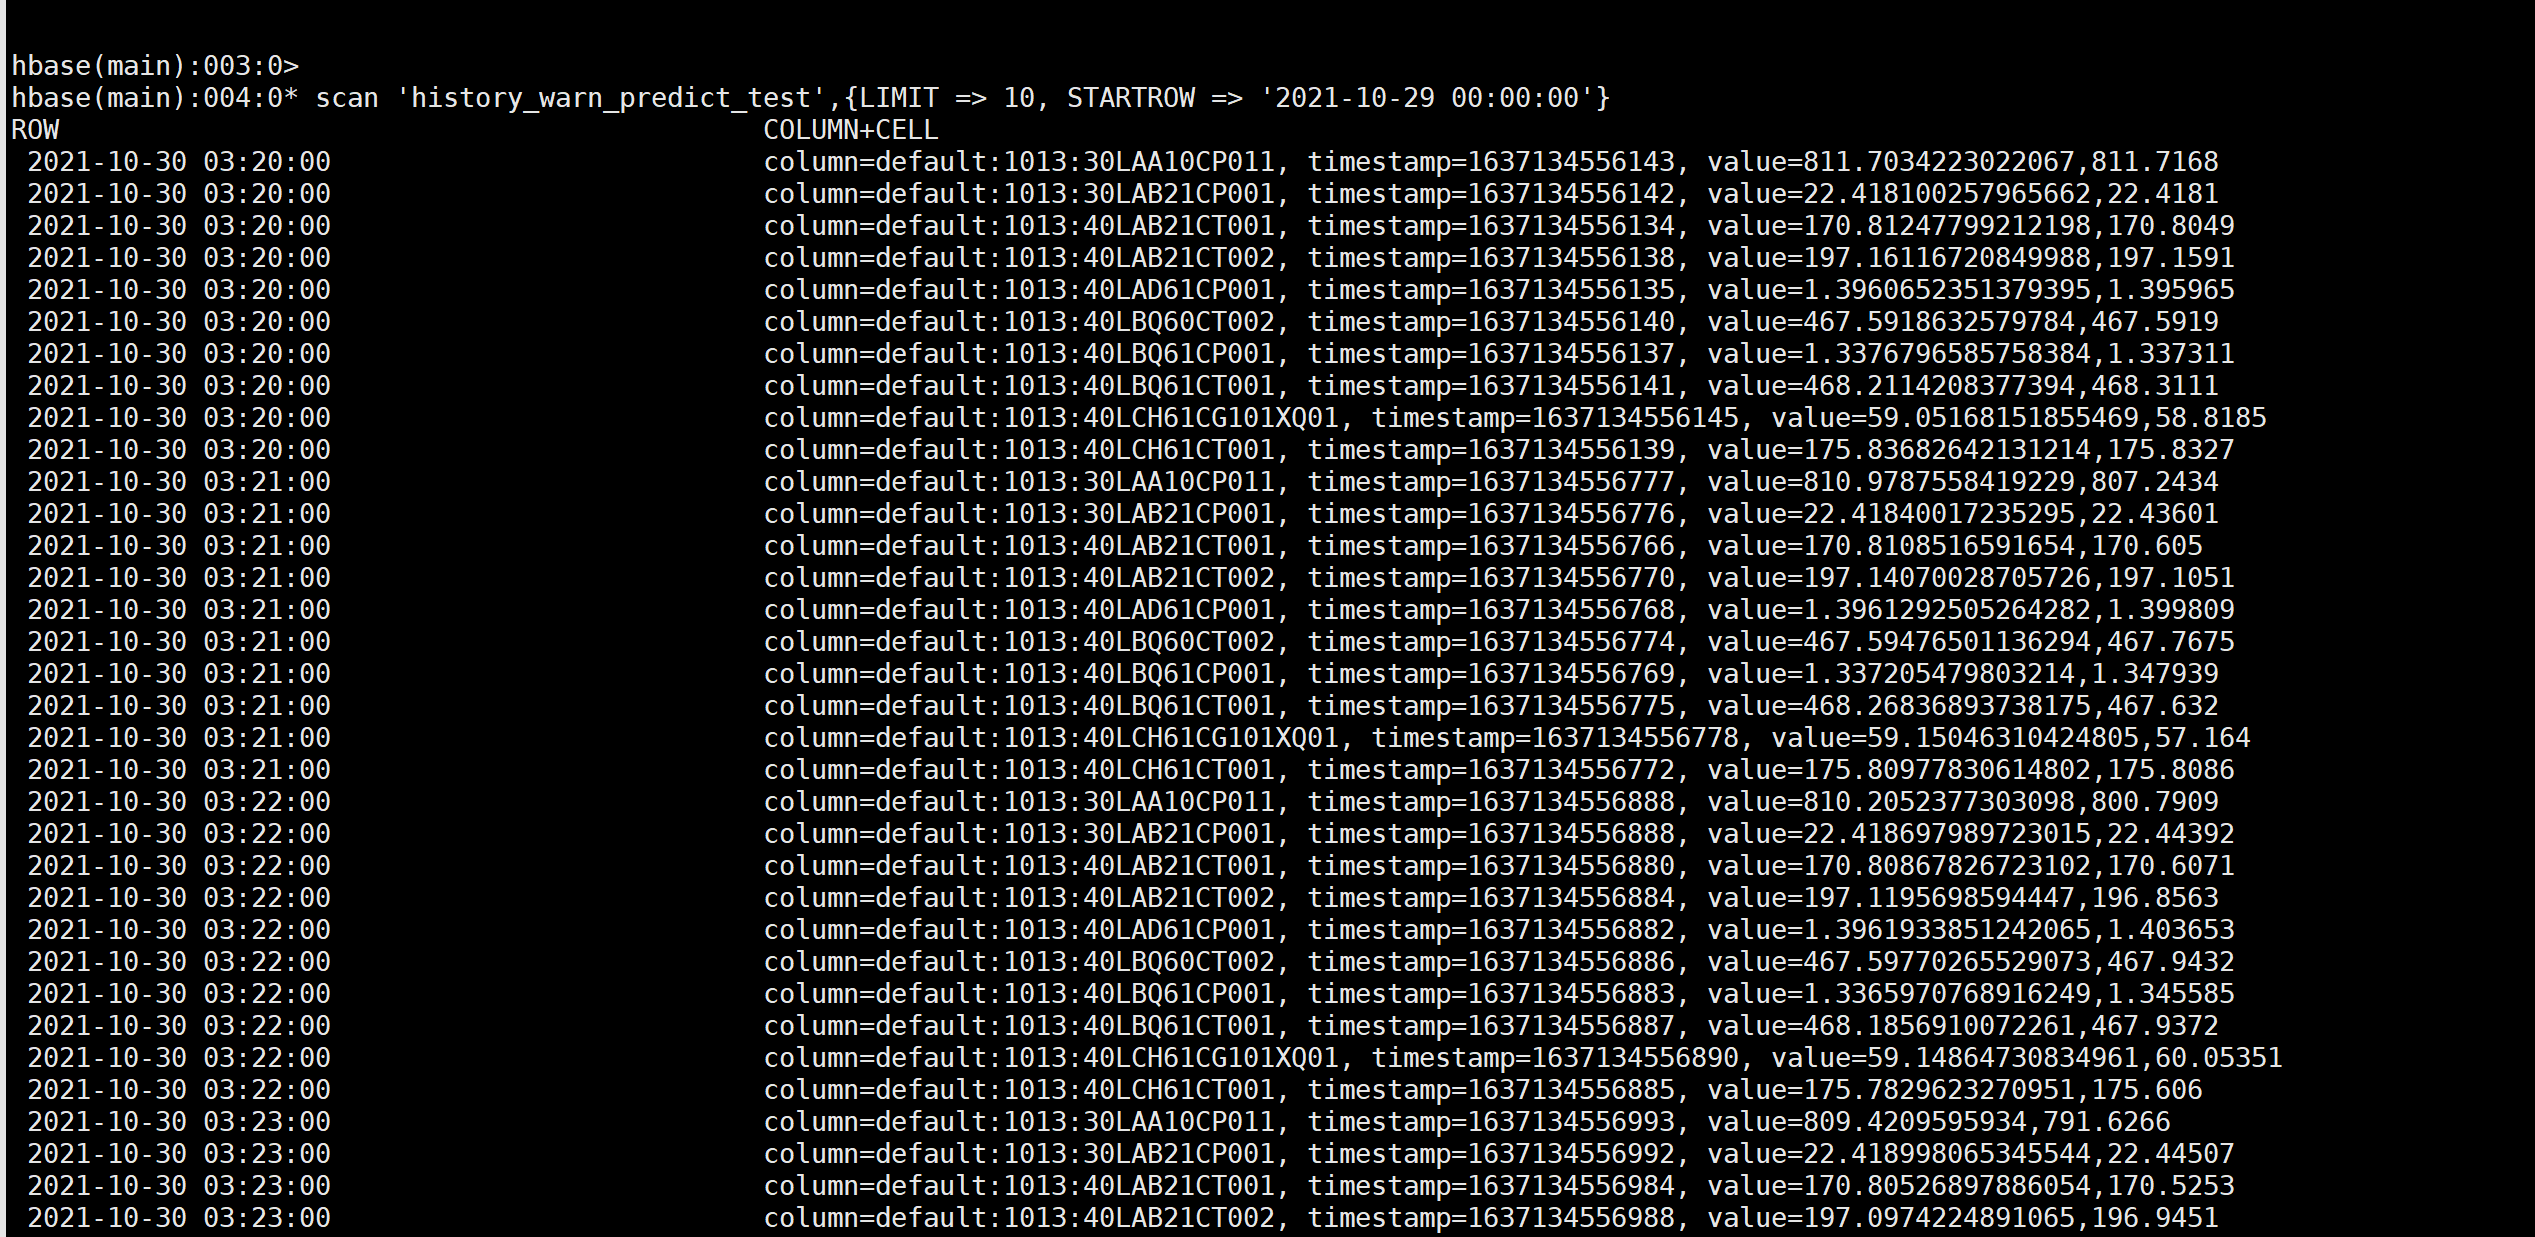 hbase(main):003:0>
hbase(main):004:0* scan 'history_warn_predict_test',{LIMIT => 10, STARTROW => '2021-10-29 00:00:00'}
ROW COLUMN+CELL
2021-10-30 03:20:00 column=default:1013:30LAA10CP011, timestamp=1637134556143, value=811.7034223022067,811.7168
2021-10-30 03:20:00 column=default:1013:30LAB21CP001, timestamp=1637134556142, value=22.418100257965662,22.4181
2021-10-30 03:20:00 column=default:1013:40LAB21CT001, timestamp=1637134556134, value=170.81247799212198,170.8049
2021-10-30 03:20:00 column=default:1013:40LAB21CT002, timestamp=1637134556138, value=197.16116720849988,197.1591
2021-10-30 03:20:00 column=default:1013:40LAD61CP001, timestamp=1637134556135, value=1.3960652351379395,1.395965
2021-10-30 03:20:00 column=default:1013:40LBQ60CT002, timestamp=1637134556140, value=467.5918632579784,467.5919
2021-10-30 03:20:00 column=default:1013:40LBQ61CP001, timestamp=1637134556137, value=1.3376796585758384,1.337311
2021-10-30 03:20:00 column=default:1013:40LBQ61CT001, timestamp=1637134556141, value=468.2114208377394,468.3111
2021-10-30 03:20:00 column=default:1013:40LCH61CG101XQ01, timestamp=1637134556145, value=59.05168151855469,58.8185
2021-10-30 03:20:00 column=default:1013:40LCH61CT001, timestamp=1637134556139, value=175.83682642131214,175.8327
2021-10-30 03:21:00 column=default:1013:30LAA10CP011, timestamp=1637134556777, value=810.9787558419229,807.2434
2021-10-30 03:21:00 column=default:1013:30LAB21CP001, timestamp=1637134556776, value=22.41840017235295,22.43601
2021-10-30 03:21:00 column=default:1013:40LAB21CT001, timestamp=1637134556766, value=170.8108516591654,170.605
2021-10-30 03:21:00 column=default:1013:40LAB21CT002, timestamp=1637134556770, value=197.14070028705726,197.1051
2021-10-30 03:21:00 column=default:1013:40LAD61CP001, timestamp=1637134556768, value=1.3961292505264282,1.399809
2021-10-30 03:21:00 column=default:1013:40LBQ60CT002, timestamp=1637134556774, value=467.59476501136294,467.7675
2021-10-30 03:21:00 column=default:1013:40LBQ61CP001, timestamp=1637134556769, value=1.337205479803214,1.347939
2021-10-30 03:21:00 column=default:1013:40LBQ61CT001, timestamp=1637134556775, value=468.26836893738175,467.632
2021-10-30 03:21:00 column=default:1013:40LCH61CG101XQ01, timestamp=1637134556778, value=59.15046310424805,57.164
2021-10-30 03:21:00 column=default:1013:40LCH61CT001, timestamp=1637134556772, value=175.80977830614802,175.8086
2021-10-30 03:22:00 column=default:1013:30LAA10CP011, timestamp=1637134556888, value=810.2052377303098,800.7909
2021-10-30 03:22:00 column=default:1013:30LAB21CP001, timestamp=1637134556888, value=22.418697989723015,22.44392
2021-10-30 03:22:00 column=default:1013:40LAB21CT001, timestamp=1637134556880, value=170.80867826723102,170.6071
2021-10-30 03:22:00 column=default:1013:40LAB21CT002, timestamp=1637134556884, value=197.1195698594447,196.8563
2021-10-30 03:22:00 column=default:1013:40LAD61CP001, timestamp=1637134556882, value=1.3961933851242065,1.403653
2021-10-30 03:22:00 column=default:1013:40LBQ60CT002, timestamp=1637134556886, value=467.59770265529073,467.9432
2021-10-30 03:22:00 column=default:1013:40LBQ61CP001, timestamp=1637134556883, value=1.3365970768916249,1.345585
2021-10-30 03:22:00 column=default:1013:40LBQ61CT001, timestamp=1637134556887, value=468.1856910072261,467.9372
2021-10-30 03:22:00 column=default:1013:40LCH61CG101XQ01, timestamp=1637134556890, value=59.14864730834961,60.05351
2021-10-30 03:22:00 column=default:1013:40LCH61CT001, timestamp=1637134556885, value=175.7829623270951,175.606
2021-10-30 03:23:00 column=default:1013:30LAA10CP011, timestamp=1637134556993, value=809.4209595934,791.6266
2021-10-30 03:23:00 column=default:1013:30LAB21CP001, timestamp=1637134556992, value=22.418998065345544,22.44507
2021-10-30 03:23:00 column=default:1013:40LAB21CT001, timestamp=1637134556984, value=170.80526897886054,170.5253
2021-10-30 03:23:00 column=default:1013:40LAB21CT002, timestamp=1637134556988, value=197.0974224891065,196.9451